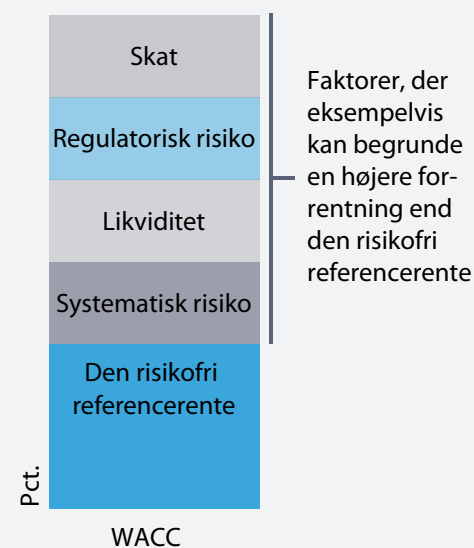 Skat
Regulatorisk risiko
Likviditet
Systematisk risiko
Den risikofri
referencerente
Faktorer, der
eksempelvis
kan begrunde
en højere for-
rentning end
den risikofri
referencerente
Pct.
WACC